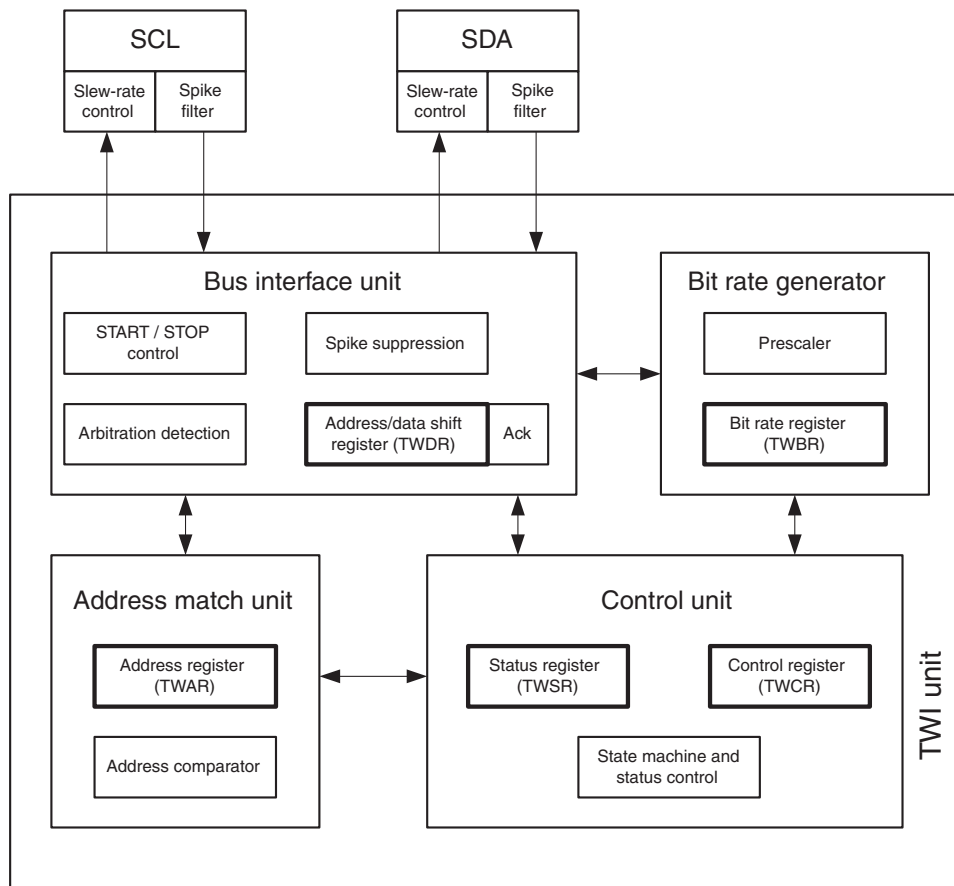 SCL
Slew-rate
control
Spike
filter
SDA
Slew-rate
control
Spike
filter
Bus interface unit
START / STOP
control
Spike suppression
Arbitration detection
Address/data shift
register (TWDR)
Ack
Bit rate generator
Prescaler
Bit rate register
(TWBR)
Address match unit
Address register
(TWAR)
Address comparator
Control unit
Status register
(TWSR)
Control register
(TWCR)
State machine and
status control
TWI unit